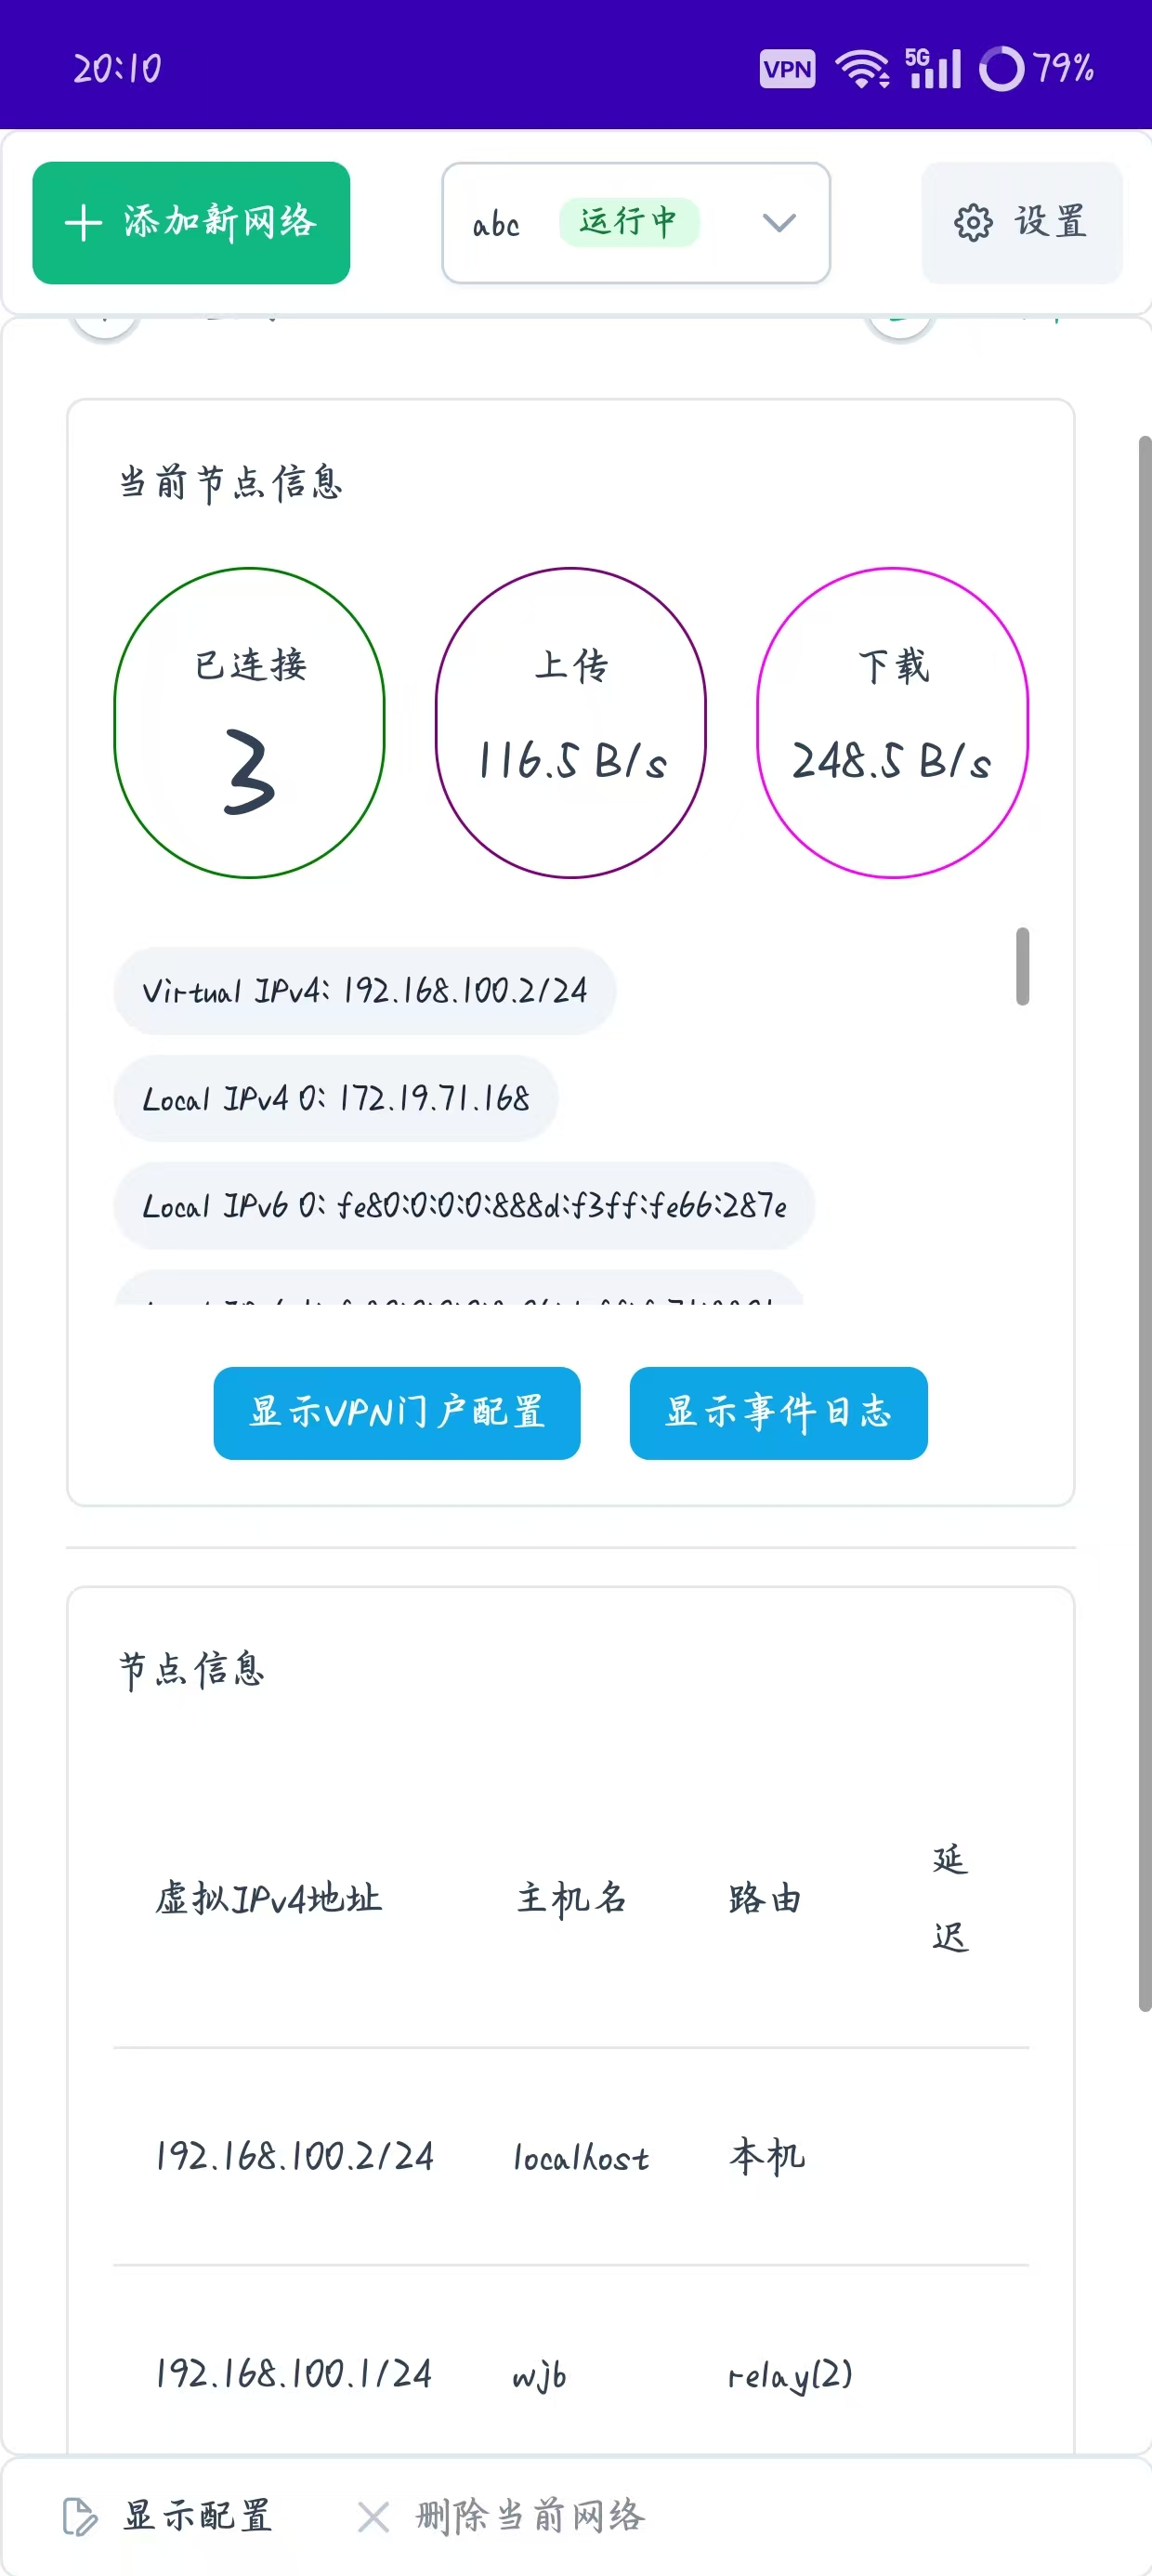 20:10
VPN 5G 79%
添加新网络
abc 运行中
设置
当前节点信息
已连接
3
上传
116.5 B/s
下载
248.5 B/s
Virtual IPv4: 192.168.100.2/24
Local IPv4 0: 172.19.71.168
Local IPv6 0: fe80:0:0:0:888d:f3ff:fe66:287e
显示VPN门户配置
显示事件日志
节点信息
虚拟IPv4地址 主机名 路由 延迟
192.168.100.2/24 localhost 本机
192.168.100.1/24 wjb relay(2)
显示配置
删除当前网络